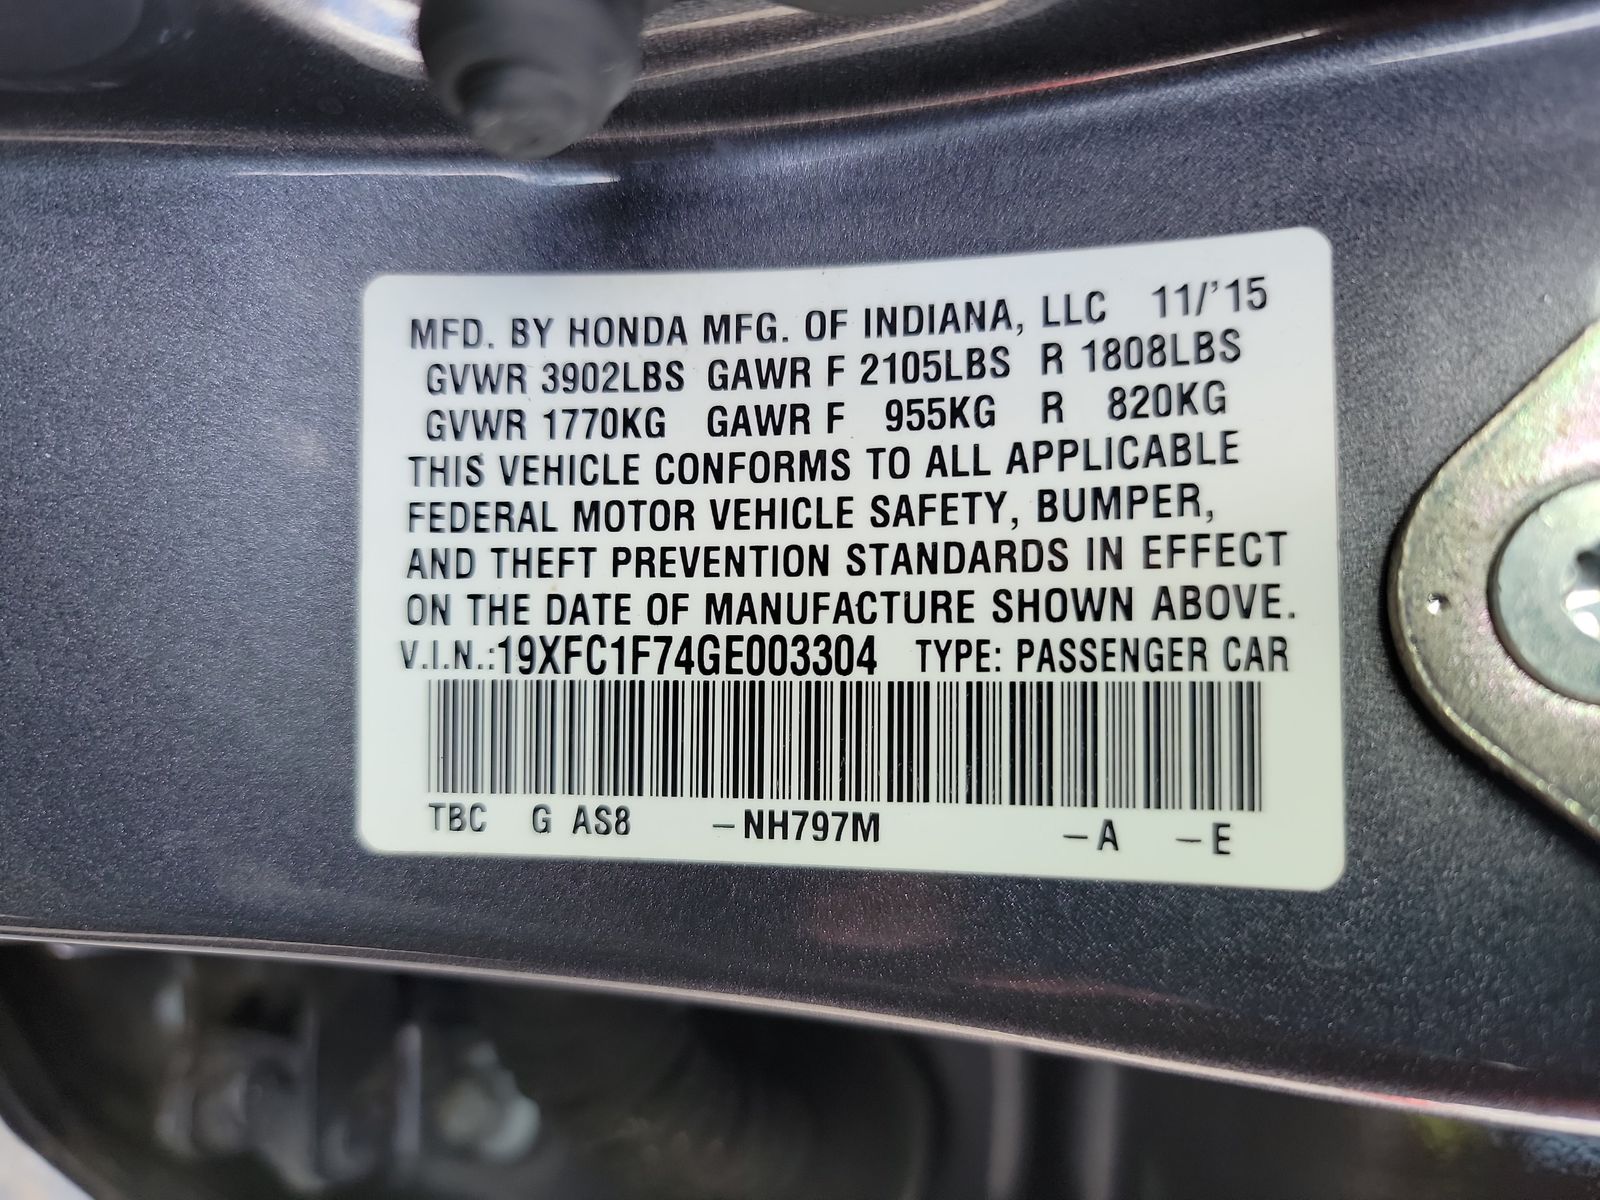 MFD. BY HONDA MFG. OF INDIANA, LLC 11/'15
GVWR 3902LBS GAWR F 2105LBS R 1808LBS
GVWR 1770KG GAWR F 955KG R 820KG
THIS VEHICLE CONFORMS TO ALL APPLICABLE
FEDERAL MOTOR VEHICLE SAFETY, BUMPER,
AND THEFT PREVENTION STANDARDS IN EFFECT
ON THE DATE OF MANUFACTURE SHOWN ABOVE.
V.I.N.:19XFC1F74GE003304 TYPE: PASSENGER CAR
TBC G AS8 –NH797M –A –E